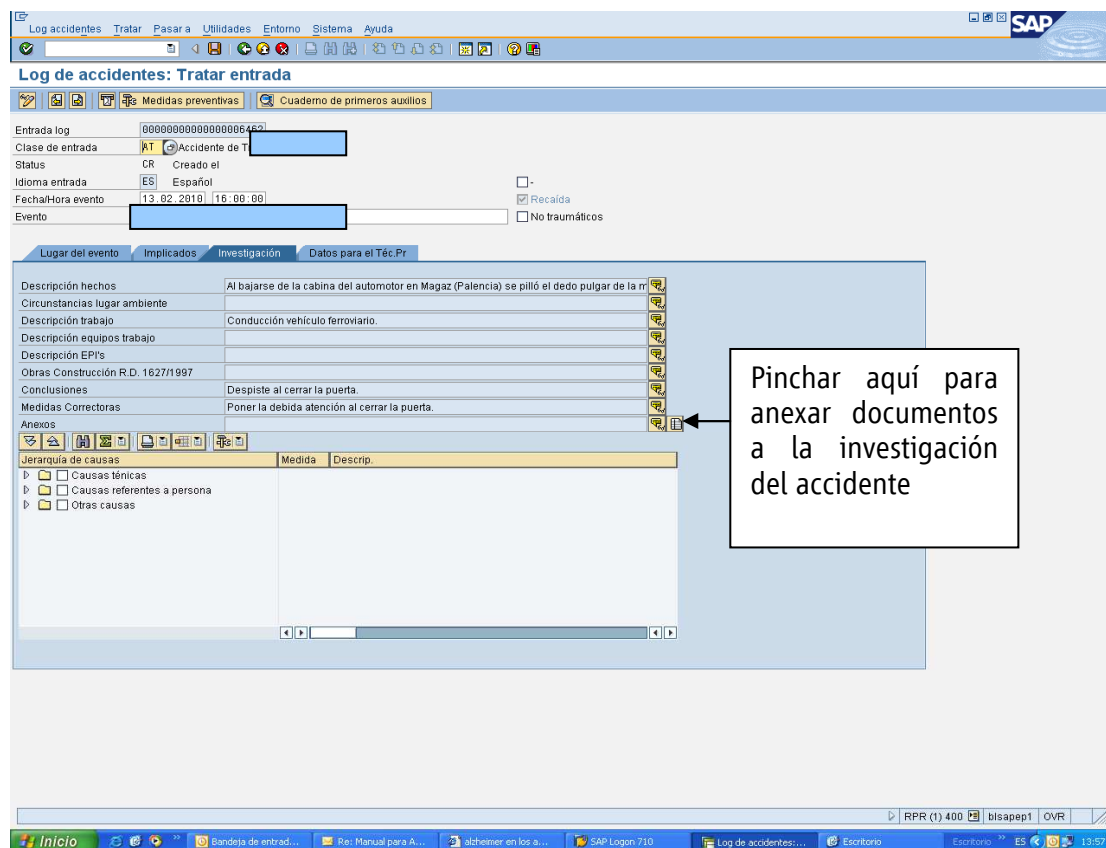 Log accidentes Tratar Pasar a Utilidades Entorno Sistema Ayuda
SAP
Log de accidentes: Tratar entrada
Medidas preventivas Cuaderno de primeros auxilios
Entrada log 00000000000000006462
Clase de entrada AT Accidente de
Status CR Creado el
Idioma entrada ES Español
-
Fecha/Hora evento 13.02.2010 16:00:00
Recaída
Evento
No traumáticos
Lugar del evento Implicados Investigación Datos para el Téc.Pr
Descripción hechos Al bajarse de la cabina del automotor en Magaz (Palencia) se pilló el dedo pulgar de la m
Circunstancias lugar ambiente
Descripción trabajo Conducción vehículo ferroviario.
Descripción equipos trabajo
Descripción EPI's
Obras Construcción R.D. 1627/1997
Conclusiones Despiste al cerrar la puerta.
Medidas Correctoras Poner la debida atención al cerrar la puerta.
Anexos
Pinchar aquí para
anexar documentos
a la investigación
del accidente
Jerarquía de causas Medida Descrip.
Causas ténicas
Causas referentes a persona
Otras causas
RPR (1) 400 bisapep1 OVR
Inicio Bandeja de entrad... Re: Manual para A... alzheimer en los a... SAP Logon 710 Log de accidentes:... Escritorio Escritorio ES 13:57